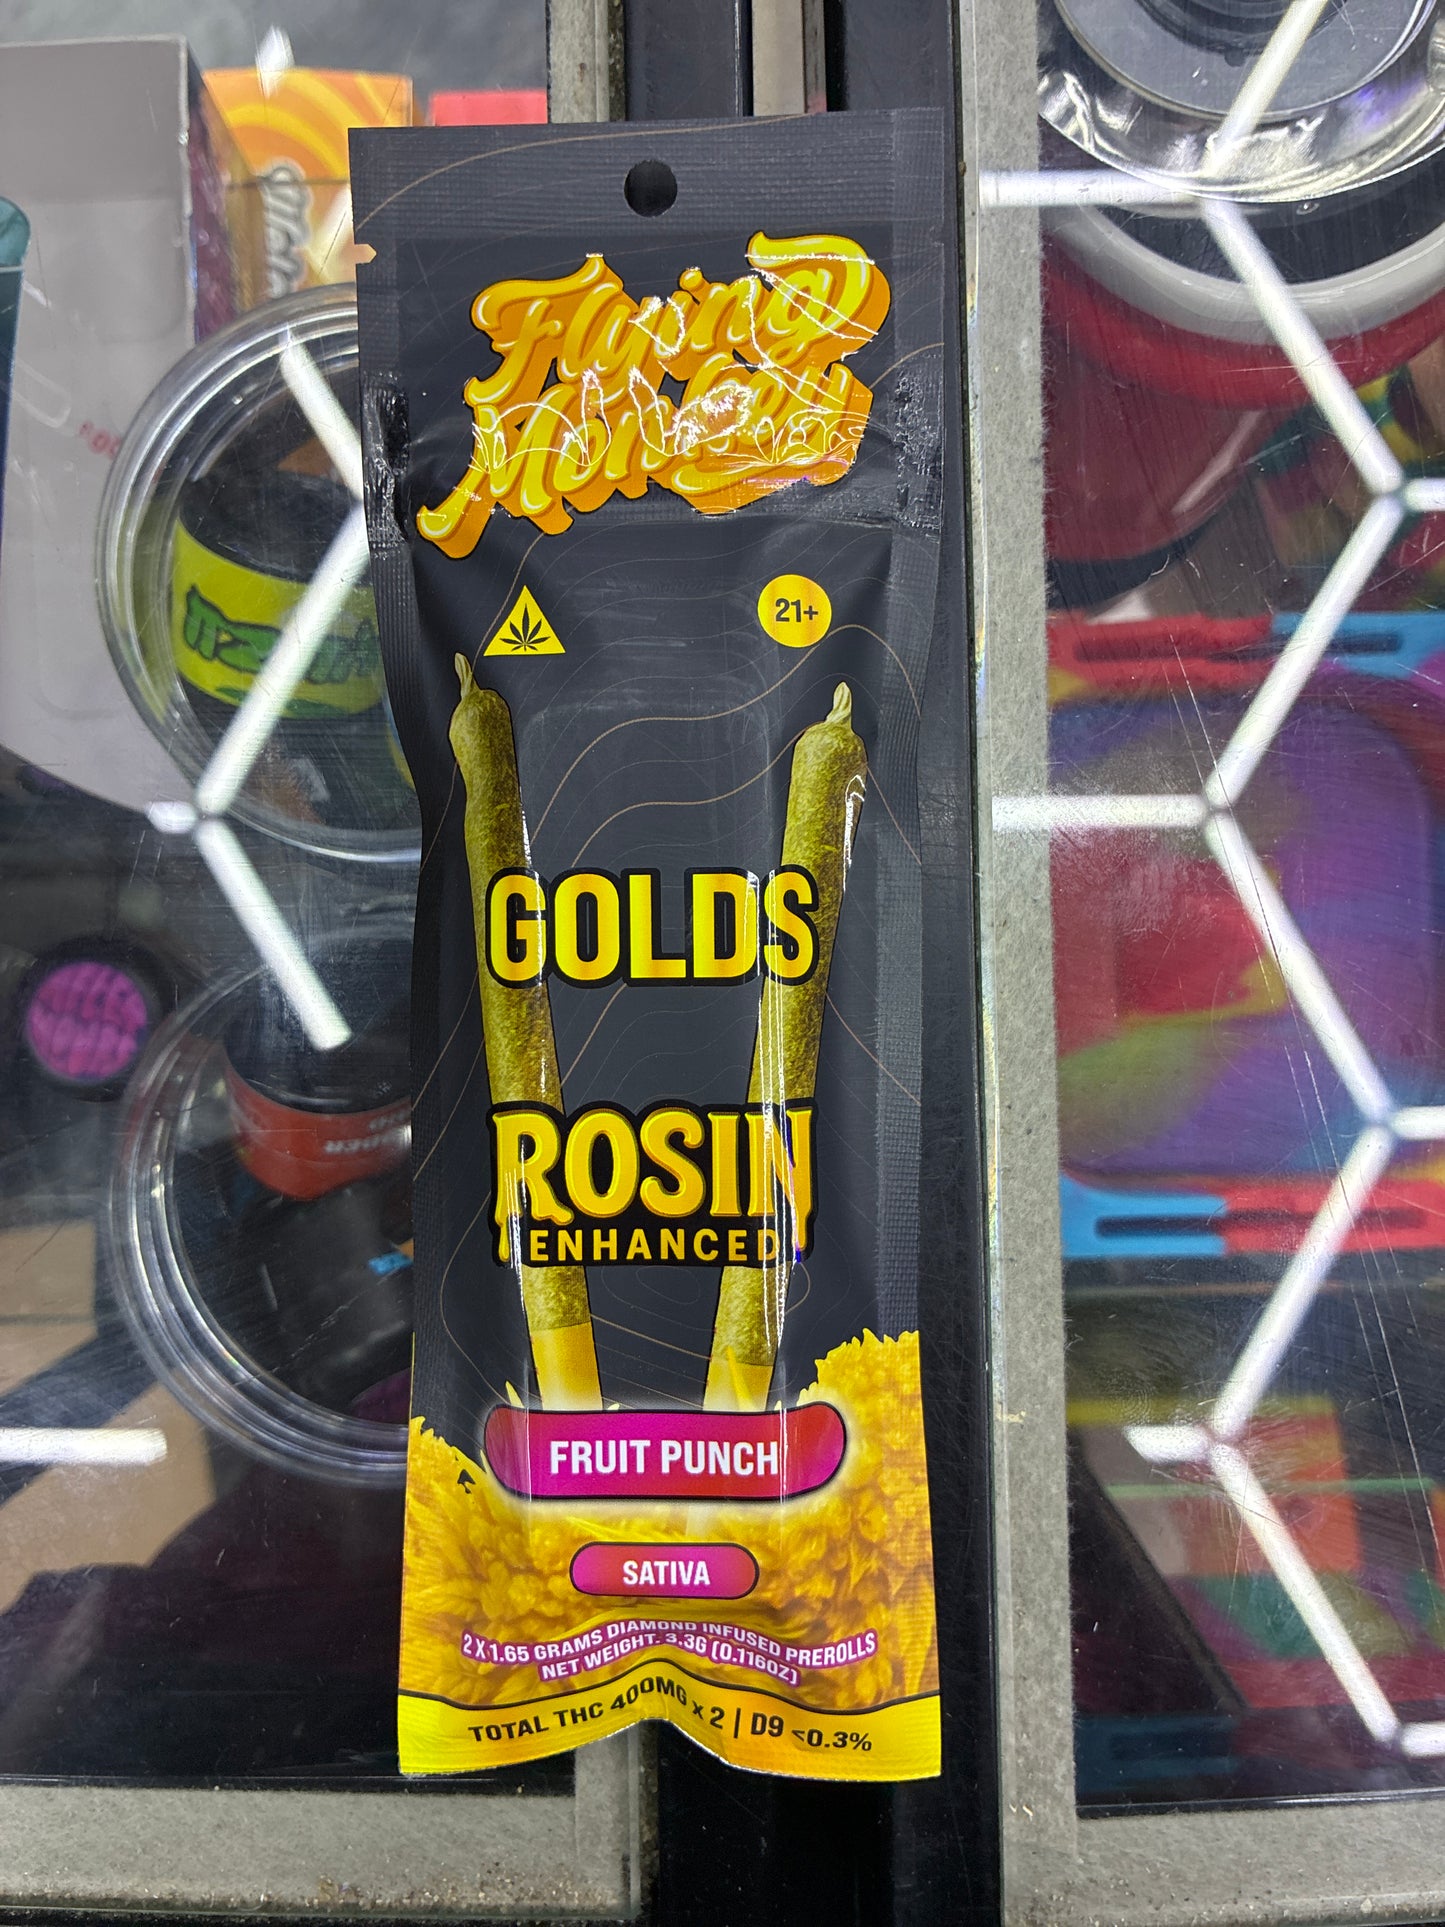 Flying
Monkey
21+
GOLDS
ROSIN
ENHANCED
FRUIT PUNCH
SATIVA
2 X 1.65 GRAMS DIAMOND INFUSED PREROLLS
NET WEIGHT. 3.3G (0.116OZ)
TOTAL THC 400MG x 2 | D9 <0.3%